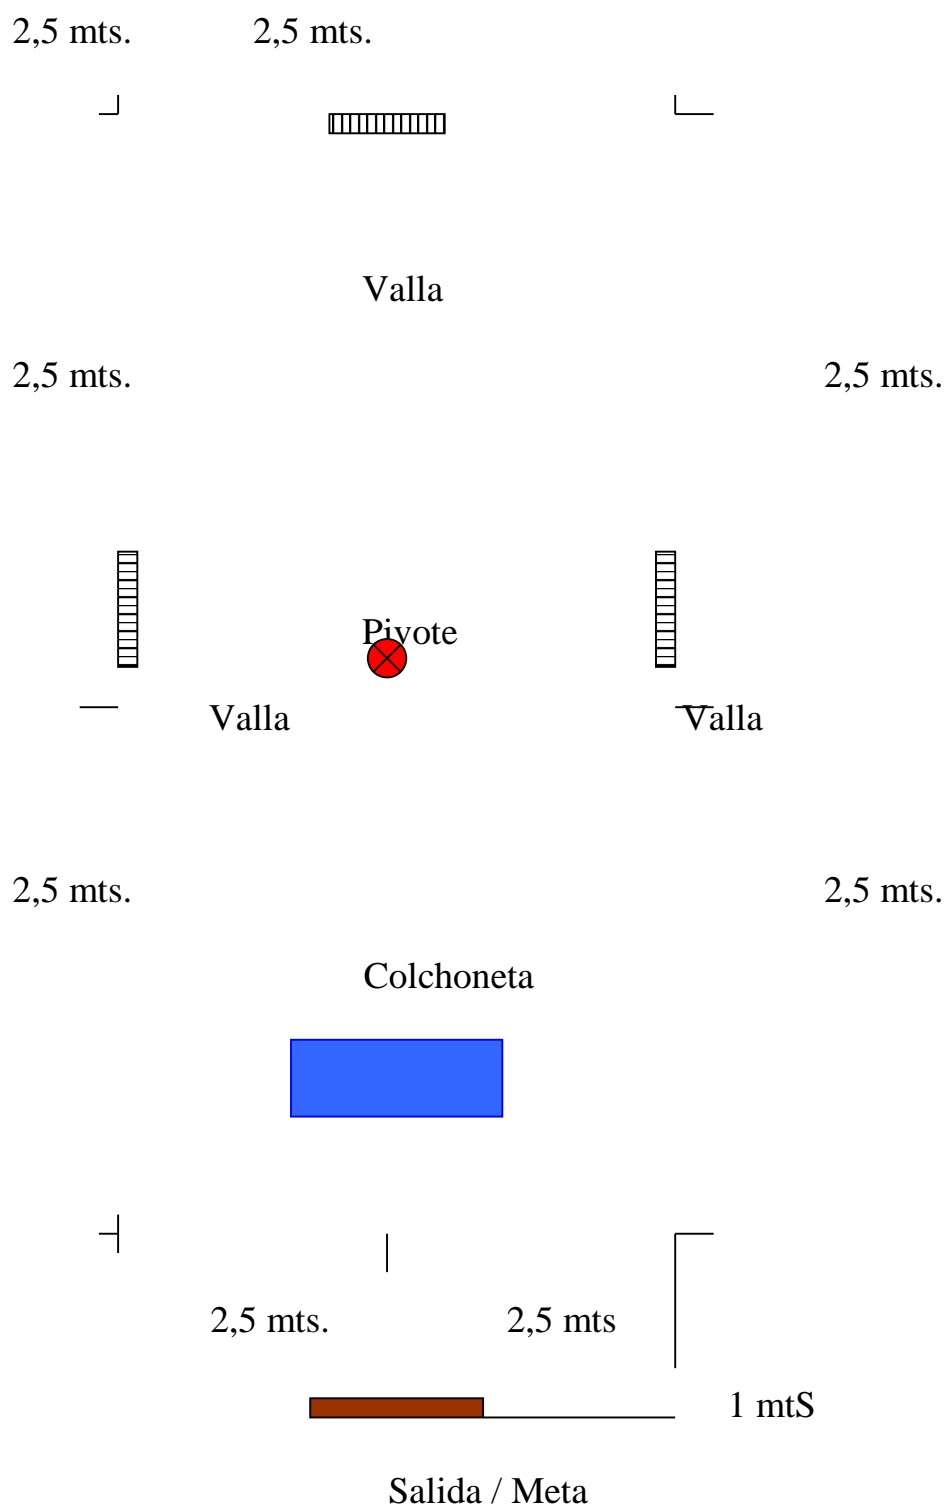 2,5 mts. 2,5 mts.
Valla
2,5 mts. 2,5 mts.
Pivote
Valla Valla
2,5 mts. 2,5 mts.
Colchoneta
2,5 mts. 2,5 mts
1 mtS
Salida / Meta